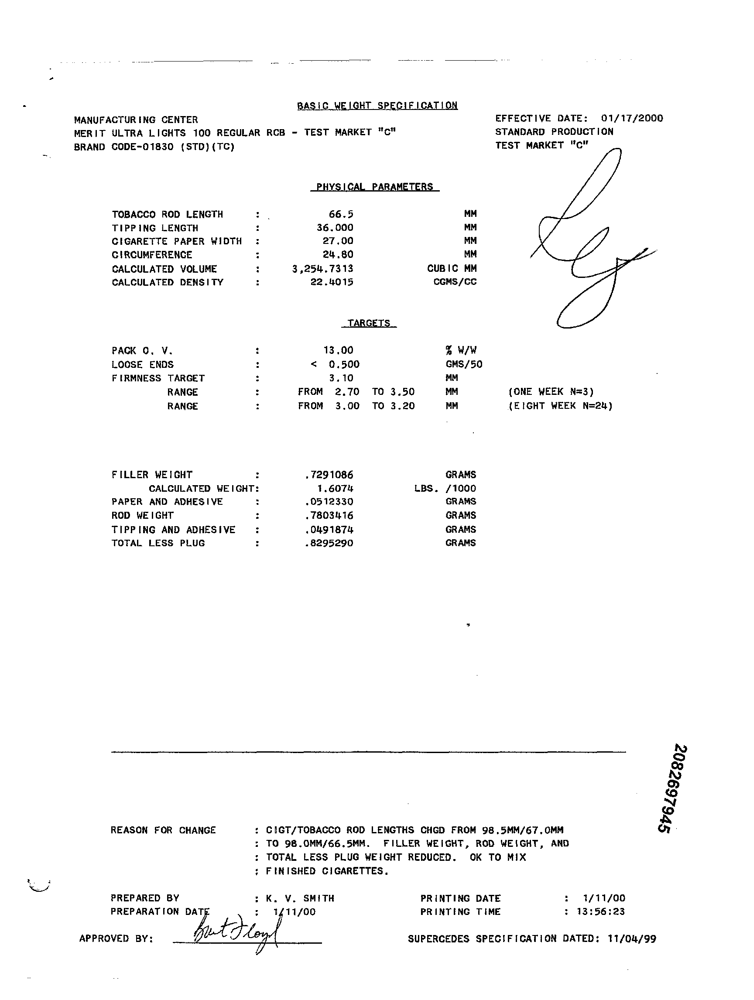 BASIC WEIGHT SPECIFICATION
MANUFACTURING CENTER EFFECTIVE DATE: 01/17/2000
MERIT ULTRA LIGHTS 100 REGULAR RCB - TEST MARKET "C" STANDARD PRODUCTION
BRAND CODE-01830 (STD)(TC) TEST MARKET "C"
PHYSICAL PARAMETERS
TOBACCO ROD LENGTH : 66.5 MM
TIPPING LENGTH : 36.000 MM
CIGARETTE PAPER WIDTH : 27.00 MM
CIRCUMFERENCE : 24.80 MM
CALCULATED VOLUME : 3,254.7313 CUBIC MM
CALCULATED DENSITY : 22.4015 CGMS/CC
TARGETS
PACK O. V. : 13.00 % W/W
LOOSE ENDS : < 0.500 GMS/50
FIRMNESS TARGET : 3.10 MM
RANGE : FROM 2.70 TO 3.50 MM (ONE WEEK N=3)
RANGE : FROM 3.00 TO 3.20 MM (EIGHT WEEK N=24)
FILLER WEIGHT : .7291086 GRAMS
CALCULATED WEIGHT: 1.6074 LBS. /1000
PAPER AND ADHESIVE : .0512330 GRAMS
ROD WEIGHT : .7803416 GRAMS
TIPPING AND ADHESIVE : .0491874 GRAMS
TOTAL LESS PLUG : .8295290 GRAMS
2082697945
REASON FOR CHANGE : CIGT/TOBACCO ROD LENGTHS CHGD FROM 98.5MM/67.0MM
: TO 98.0MM/66.5MM. FILLER WEIGHT, ROD WEIGHT, AND
: TOTAL LESS PLUG WEIGHT REDUCED. OK TO MIX
: FINISHED CIGARETTES.
PREPARED BY : K. V. SMITH PRINTING DATE : 1/11/00
PREPARATION DATE : 1/11/00 PRINTING TIME : 13:56:23
APPROVED BY: SUPERCEDES SPECIFICATION DATED: 11/04/99